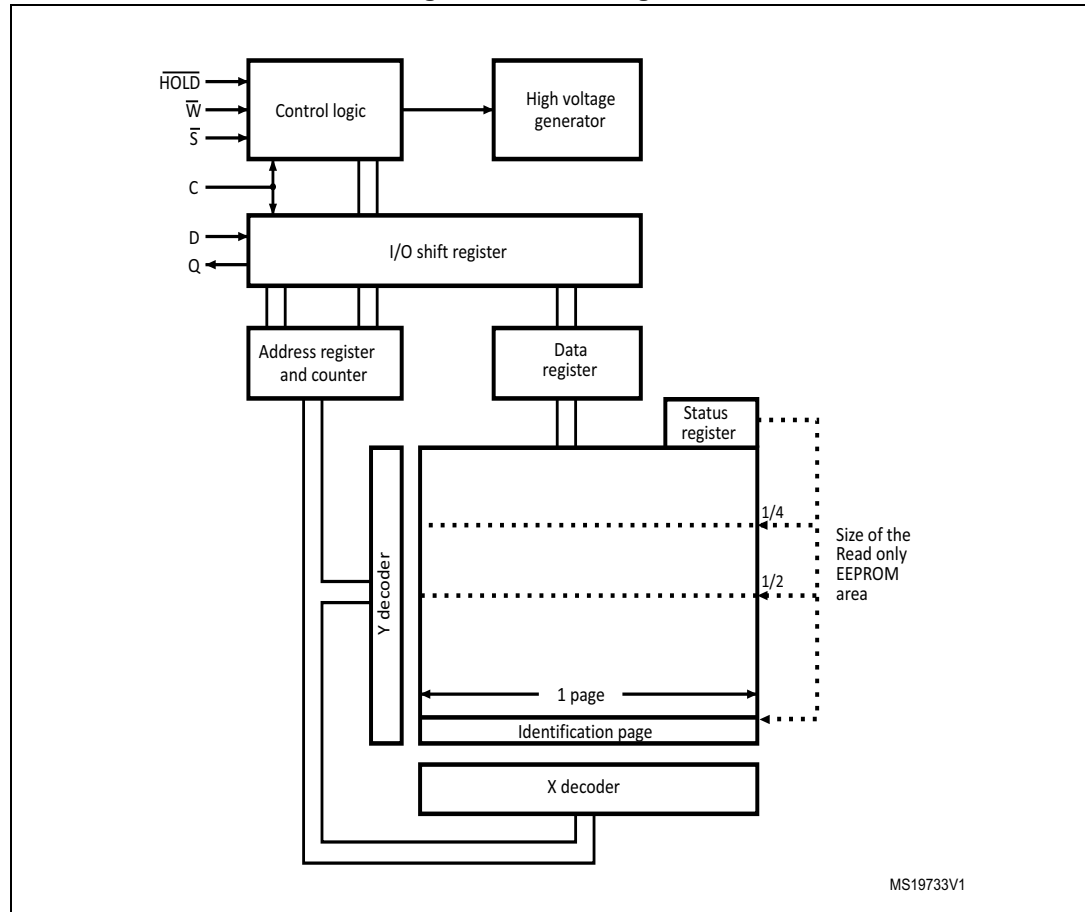 H̅O̅L̅D̅
W̅
S̅
C
D
Q
Control logic
High voltage
generator
I/O shift register
Address register
and counter
Data
register
Status
register
Y decoder
1/4
1/2
Size of the
Read only
EEPROM
area
1 page
Identification page
X decoder
MS19733V1